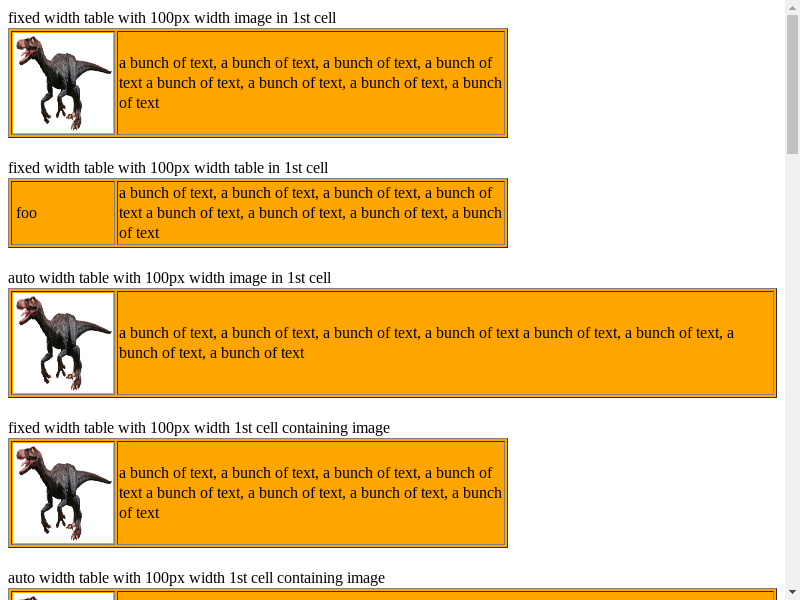 fixed width table with 100px width image in 1st cell
a bunch of text, a bunch of text, a bunch of text, a bunch of
text a bunch of text, a bunch of text, a bunch of text, a bunch
of text
fixed width table with 100px width table in 1st cell
foo
a bunch of text, a bunch of text, a bunch of text, a bunch of
text a bunch of text, a bunch of text, a bunch of text, a bunch
of text
auto width table with 100px width image in 1st cell
a bunch of text, a bunch of text, a bunch of text, a bunch of text a bunch of text, a bunch of text, a
bunch of text, a bunch of text
fixed width table with 100px width 1st cell containing image
a bunch of text, a bunch of text, a bunch of text, a bunch of
text a bunch of text, a bunch of text, a bunch of text, a bunch
of text
auto width table with 100px width 1st cell containing image